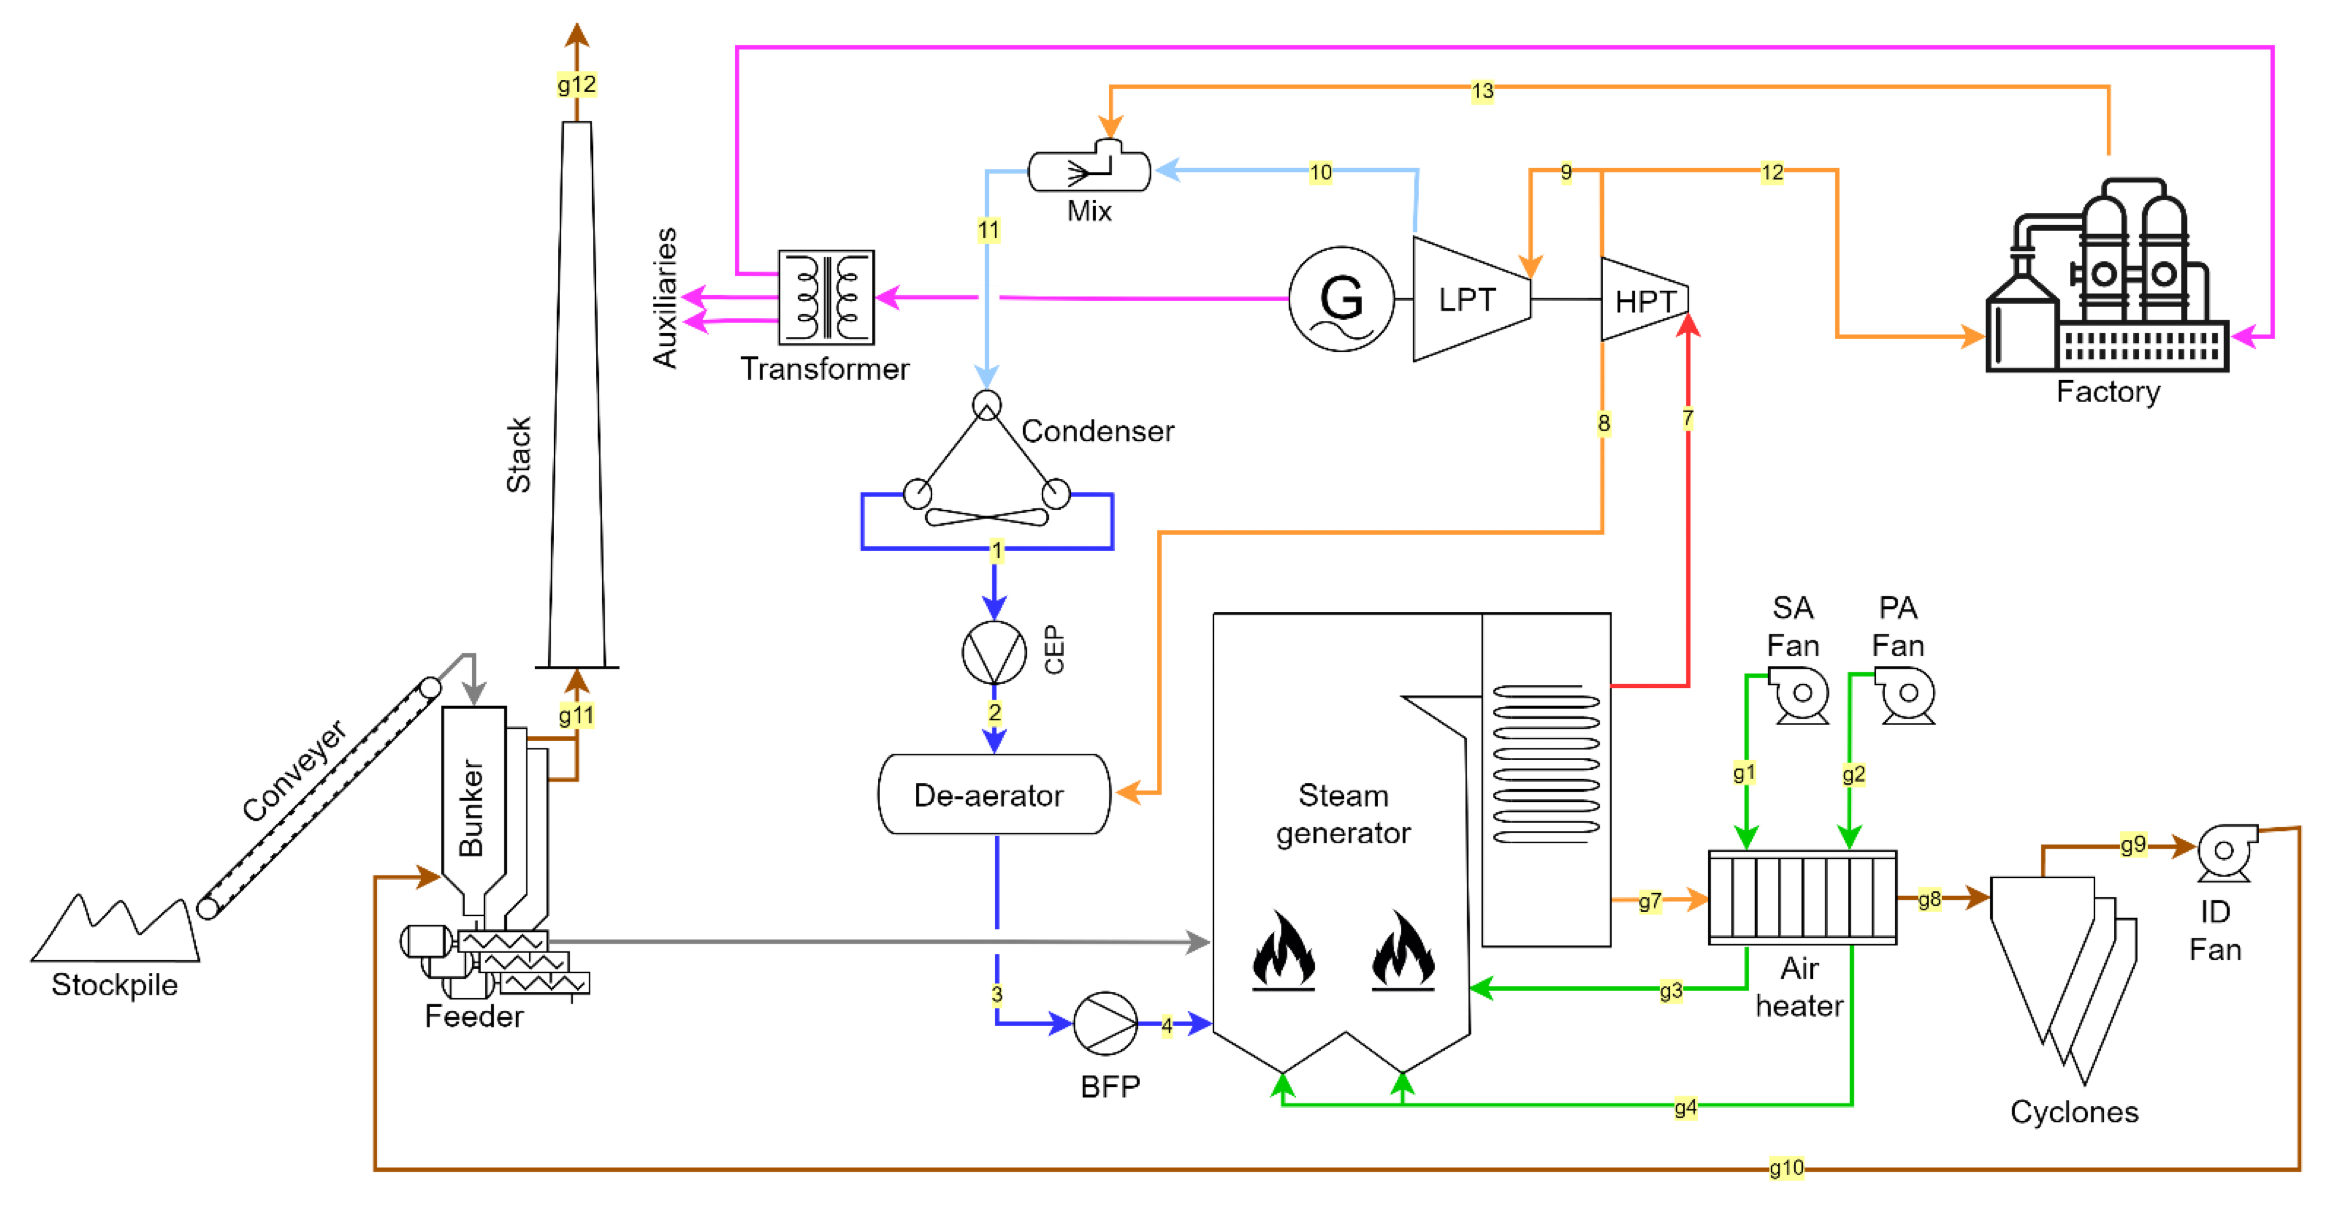 g12
13
10
9
12
Mix
11
Auxiliaries
G
LPT
HPT
Transformer
Factory
8
7
Condenser
Stack
1
SA
Fan
PA
Fan
CEP
2
g11
Conveyer
Bunker
De-aerator
Steam
generator
g1
g2
g9
g7
g8
ID
Fan
Stockpile
Feeder
3
4
BFP
g3
Air
heater
g4
Cyclones
g10